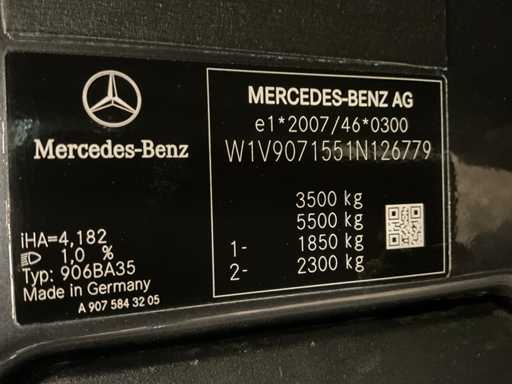 Mercedes-Benz
iHA=4,182
1,0 %
Typ: 906BA35
Made in Germany
A 907 584 32 05
MERCEDES-BENZ AG
e1*2007/46*0300
W1V9071551N126779
3500 kg
5500 kg
1- 1850 kg
2- 2300 kg